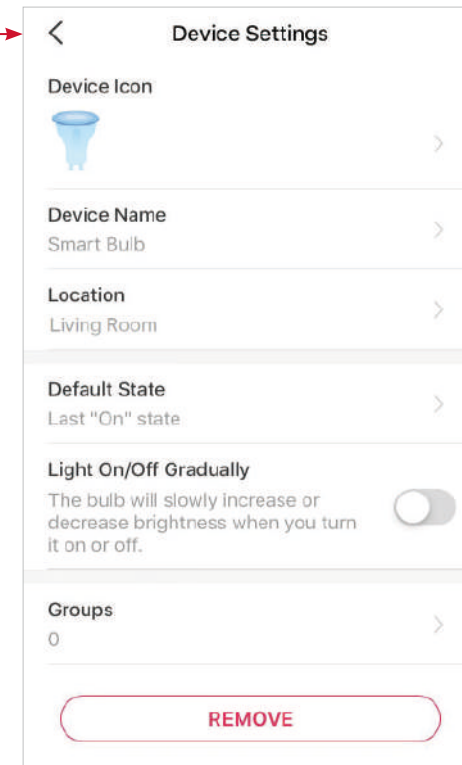 Device Settings
Device Icon
Device Name
Smart Bulb
Location
Living Room
Default State
Last "On" state
Light On/Off Gradually
The bulb will slowly increase or
decrease brightness when you turn
it on or off.
Groups
0
REMOVE